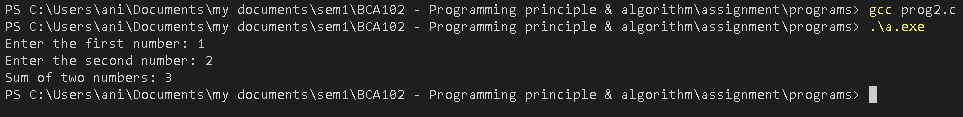 PS C:\Users\ani\Documents\my documents\sem1\BCA102 - Programming principle & algorithm\assignment\programs> gcc prog2.c
PS C:\Users\ani\Documents\my documents\sem1\BCA102 - Programming principle & algorithm\assignment\programs> .\a.exe
Enter the first number: 1
Enter the second number: 2
Sum of two numbers: 3
PS C:\Users\ani\Documents\my documents\sem1\BCA102 - Programming principle & algorithm\assignment\programs>